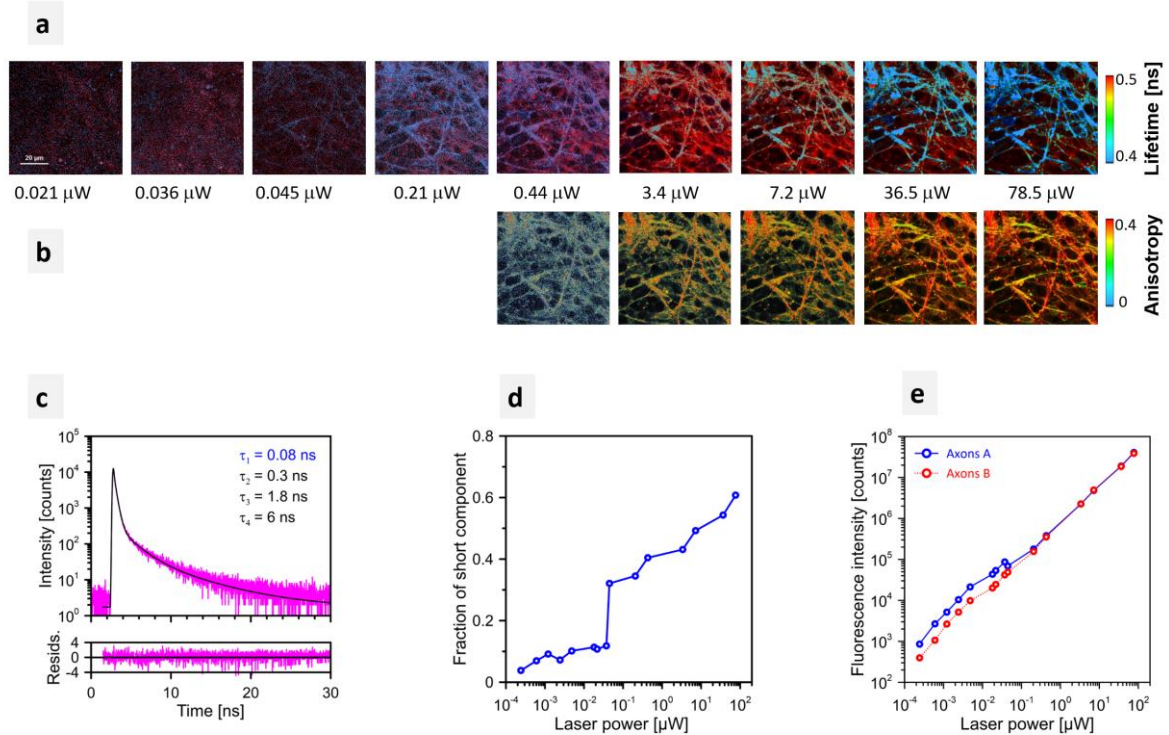 a
20 μm
0.5
0.4
Lifetime [ns]
0.021 μW 0.036 μW 0.045 μW 0.21 μW 0.44 μW 3.4 μW 7.2 μW 36.5 μW 78.5 μW
b
0.4
0
Anisotropy
c
10^5
10^4
10^3
10^2
10^1
10^0
Intensity [counts]
τ1 = 0.08 ns
τ2 = 0.3 ns
τ3 = 1.8 ns
τ4 = 6 ns
4
0
-4
Resids.
0 10 20 30
Time [ns]
d
0.8
0.6
0.4
0.2
0
Fraction of short component
10^-4 10^-3 10^-2 10^-1 10^0 10^1 10^2
Laser power [μW]
e
10^8
10^7
10^6
10^5
10^4
10^3
10^2
Fluorescence intensity [counts]
Axons A
Axons B
10^-4 10^-3 10^-2 10^-1 10^0 10^1 10^2
Laser power [μW]